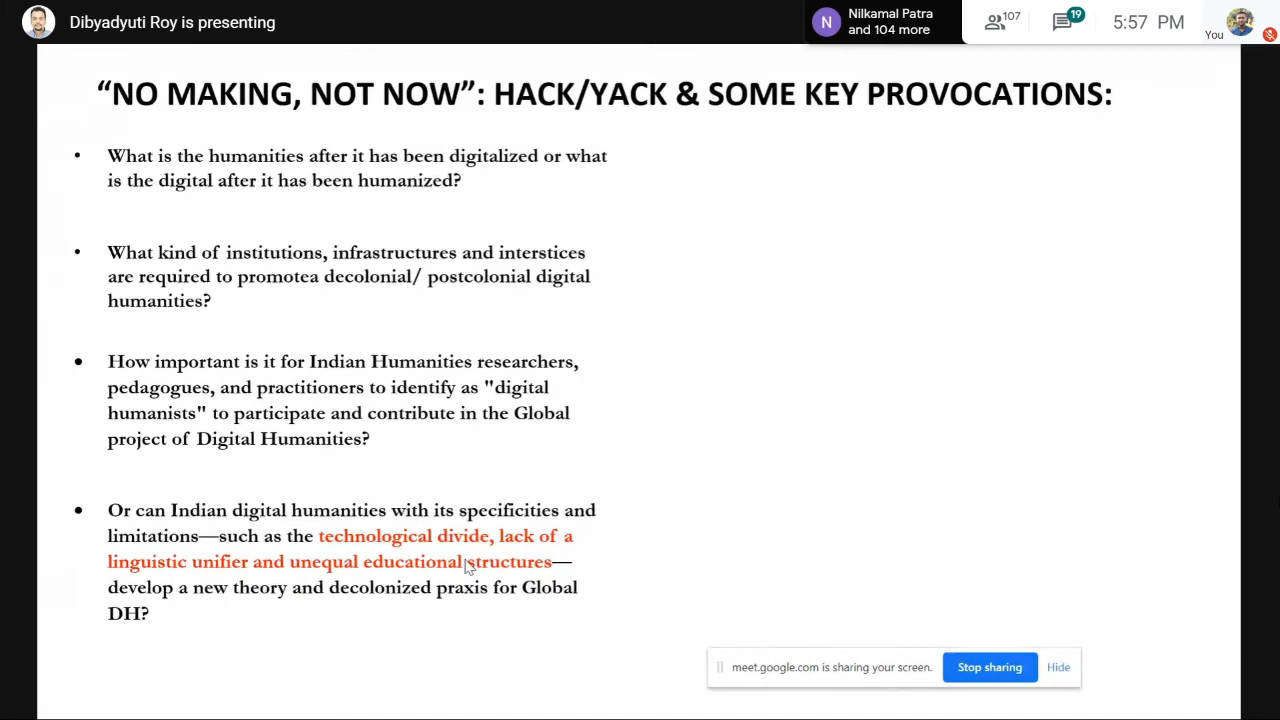 Dibyadyuti Roy is presenting
N
Nilkamal Patra
and 104 more
107
19
5:57 PM
You
“NO MAKING, NOT NOW”: HACK/YACK & SOME KEY PROVOCATIONS:
• What is the humanities after it has been digitalized or what
is the digital after it has been humanized?
• What kind of institutions, infrastructures and interstices
are required to promotea decolonial/ postcolonial digital
humanities?
• How important is it for Indian Humanities researchers,
pedagogues, and practitioners to identify as "digital
humanists" to participate and contribute in the Global
project of Digital Humanities?
• Or can Indian digital humanities with its specificities and
limitations—such as the technological divide, lack of a
linguistic unifier and unequal educational structures—
develop a new theory and decolonized praxis for Global
DH?
meet.google.com is sharing your screen.
Stop sharing
Hide